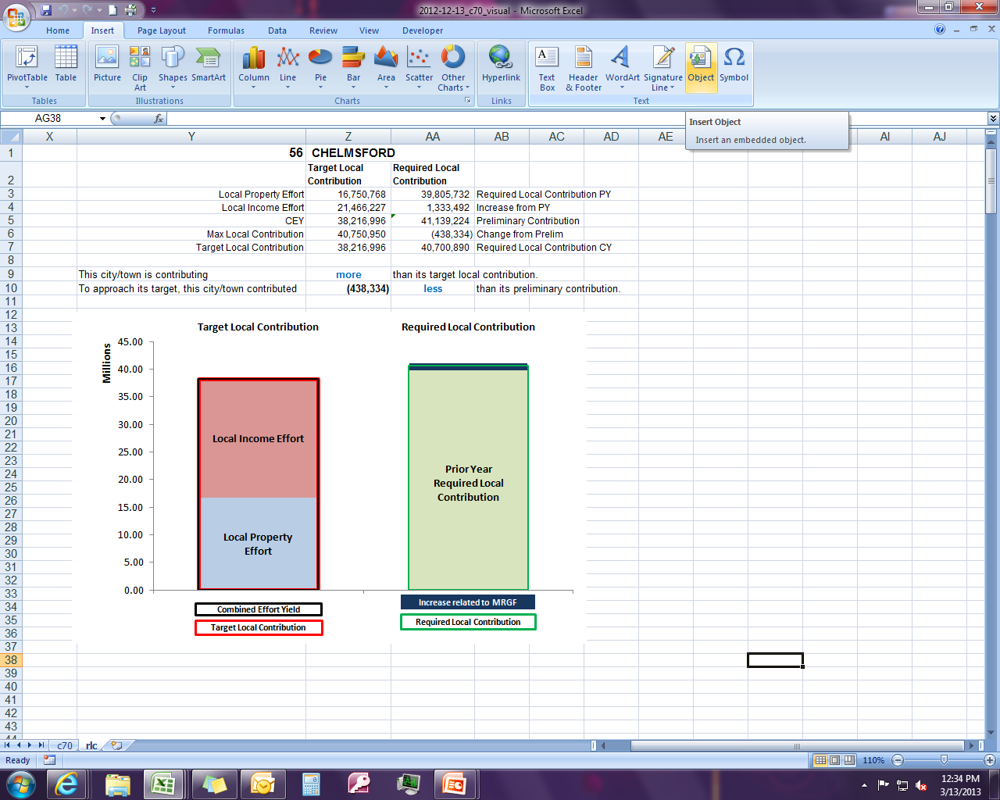 2012-12-13_c70_visual - Microsoft Excel
Home Insert Page Layout Formulas Data Review View Developer
PivotTable Table Picture Clip Art Shapes SmartArt Column Line Pie Bar Area Scatter Other Charts Hyperlink Text Box Header & Footer WordArt Signature Line Object Symbol
Tables Illustrations Charts Links Text
AG38 fx
Insert Object
Insert an embedded object.
X Y Z AA AB AC AD AE AI AJ
1 56 CHELMSFORD
2 Target Local Contribution Required Local Contribution
3 Local Property Effort 16,750,768 39,805,732 Required Local Contribution PY
4 Local Income Effort 21,466,227 1,333,492 Increase from PY
5 CEY 38,216,996 41,139,224 Preliminary Contribution
6 Max Local Contribution 40,750,950 (438,334) Change from Prelim
7 Target Local Contribution 38,216,996 40,700,890 Required Local Contribution CY
8
9 This city/town is contributing more than its target local contribution.
10 To approach its target, this city/town contributed (438,334) less than its preliminary contribution.
11
12
13
14
15
16
17
18
19
20
21
22
23
24
25
26
27
28
29
30
31
32
33
34
35
36
37
38
39
40
41
42
43
44
Target Local Contribution Required Local Contribution
Millions
45.00
40.00
35.00
30.00
25.00
20.00
15.00
10.00
5.00
0.00
Local Income Effort
Local Property
Effort
Prior Year
Required Local
Contribution
Combined Effort Yield
Target Local Contribution
Increase related to MRGF
Required Local Contribution
c70 rlc
Ready 110%
12:34 PM
3/13/2013